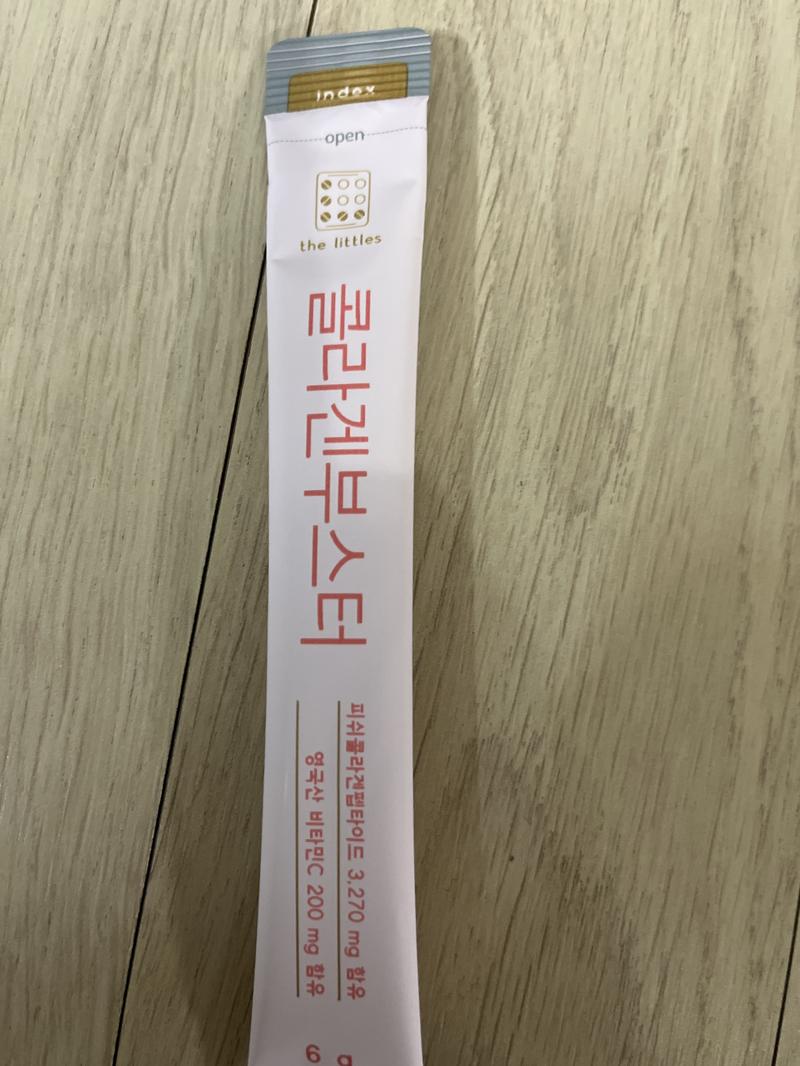 index
open
the littles
콜라겐부스터
피쉬콜라겐펩타이드 3,270 mg 함유
영국산 비타민C 200 mg 함유